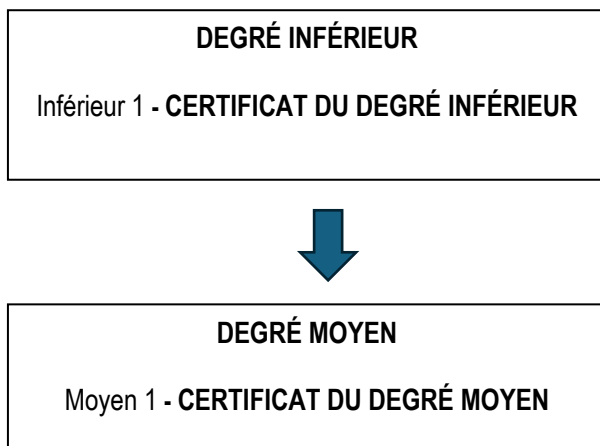 DEGRÉ INFÉRIEUR
Inférieur 1 - CERTIFICAT DU DEGRÉ INFÉRIEUR
DEGRÉ MOYEN
Moyen 1 - CERTIFICAT DU DEGRÉ MOYEN